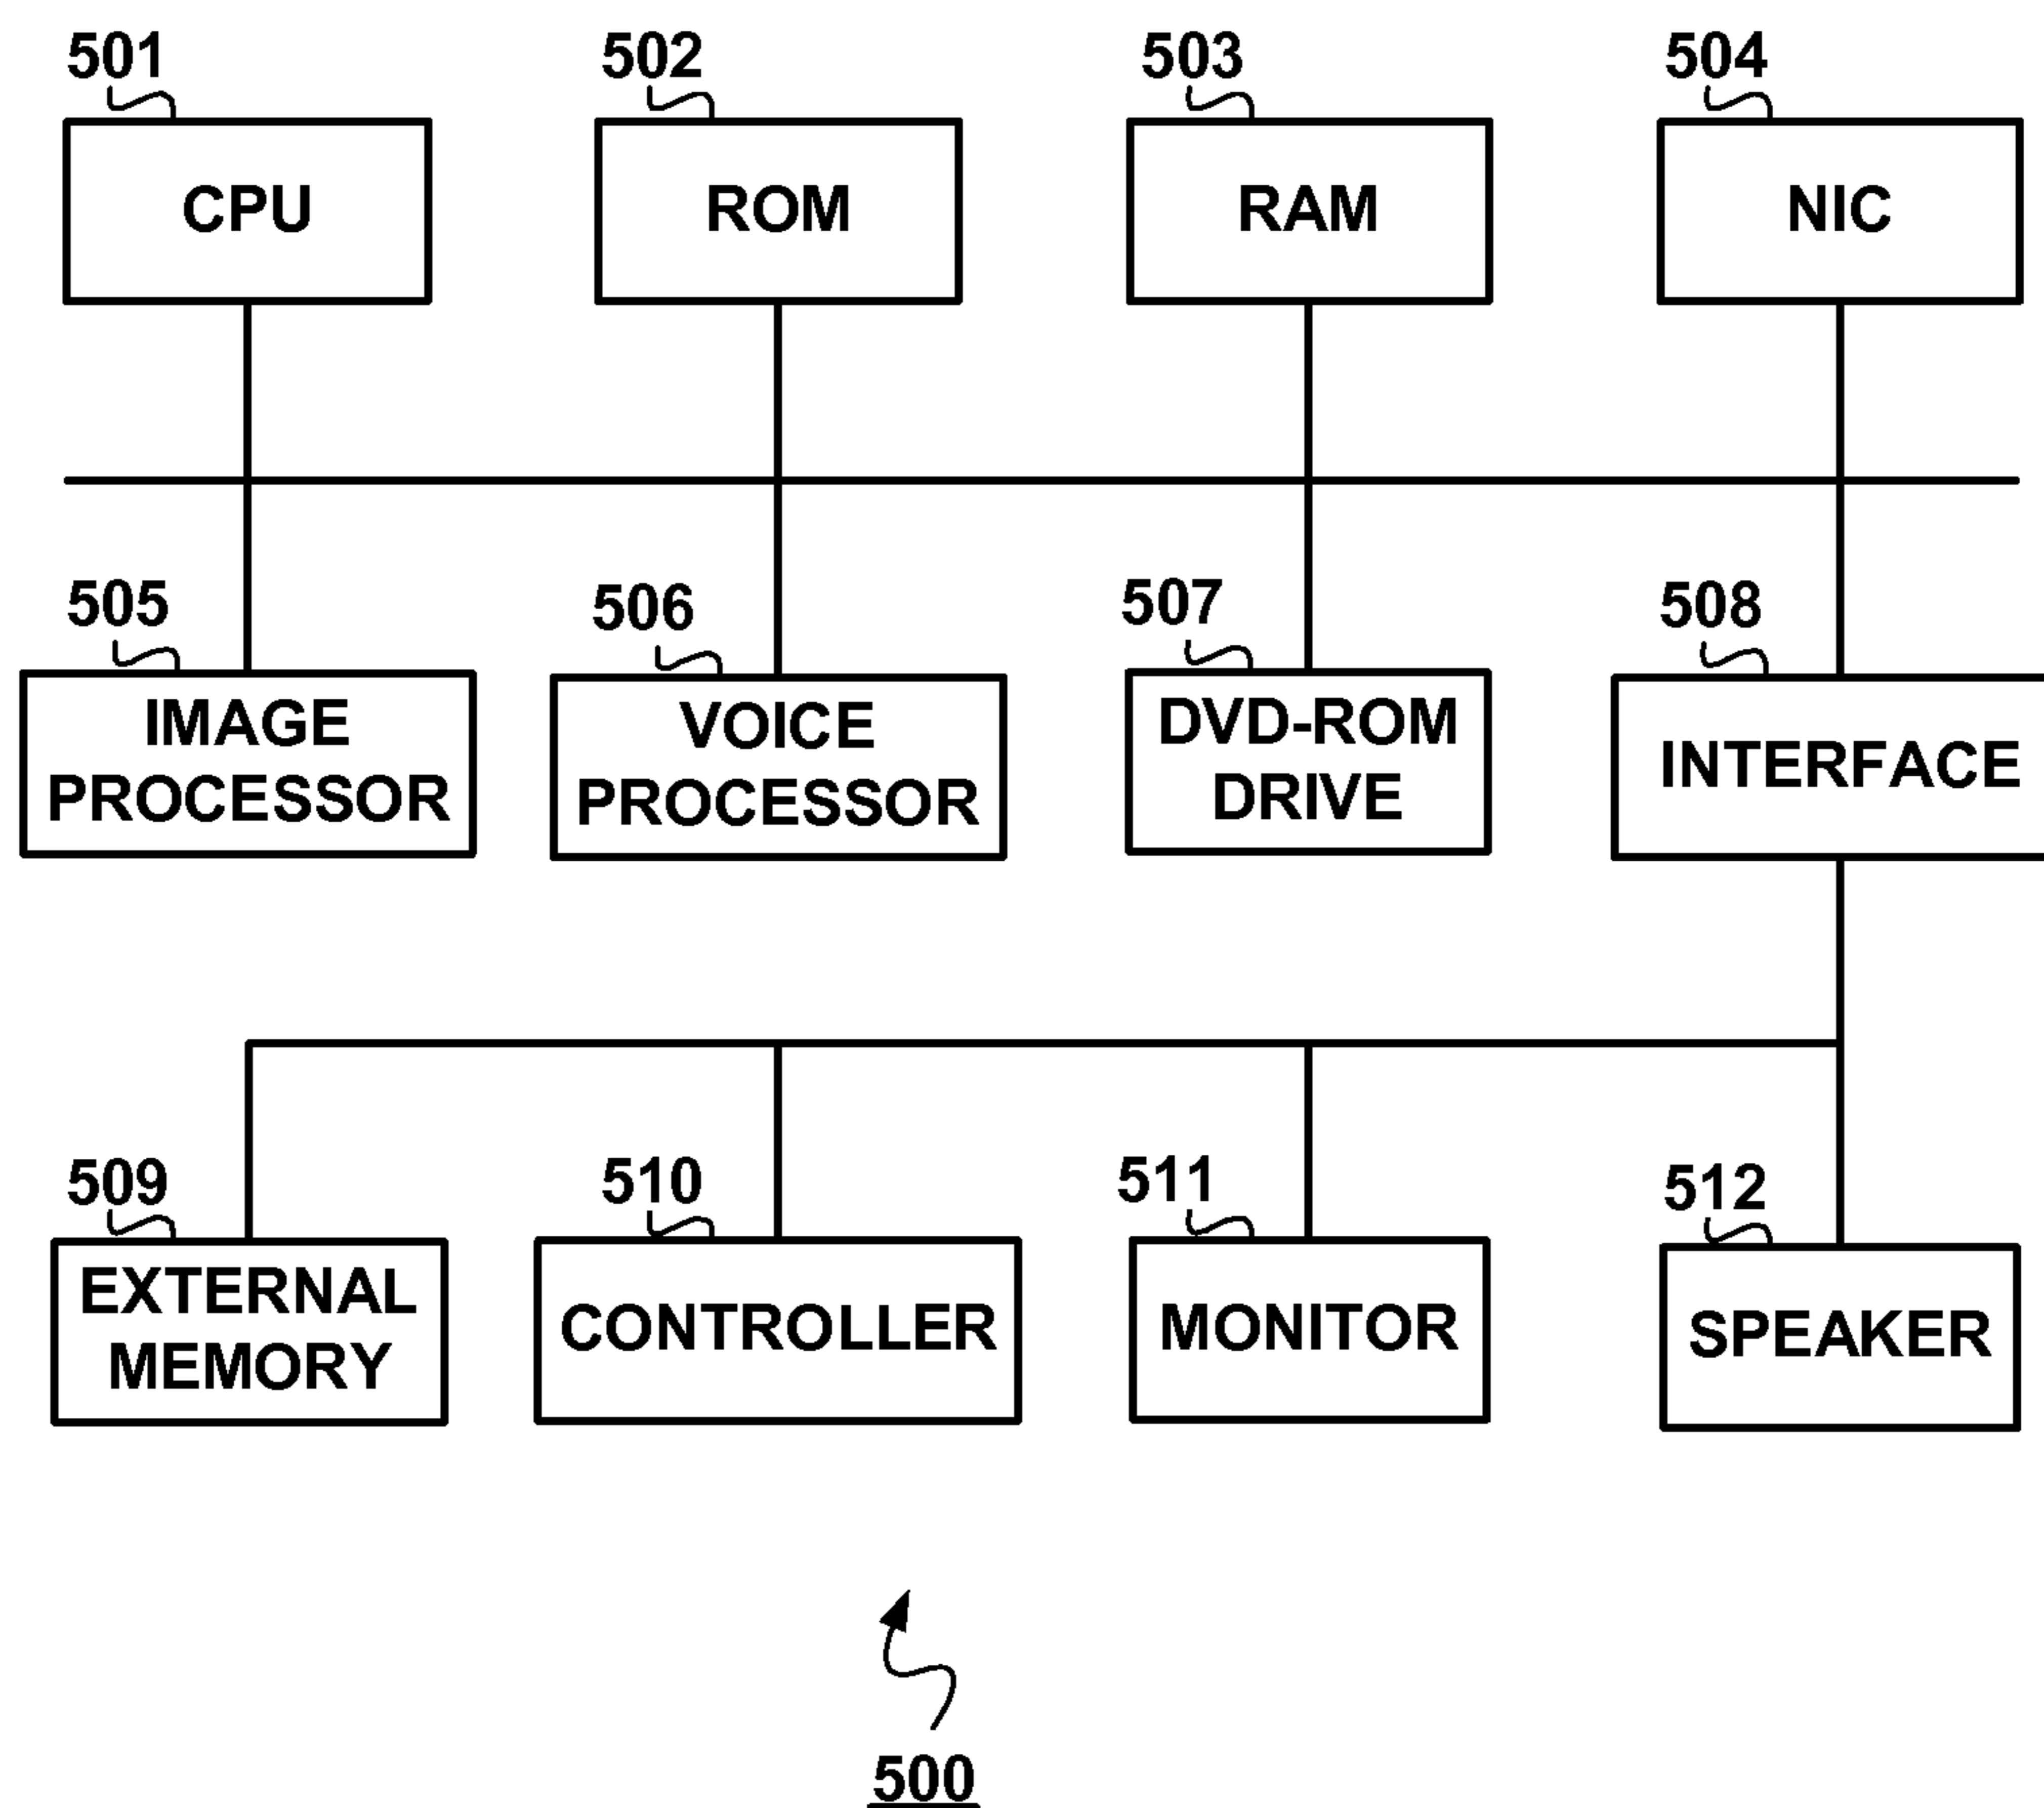 501
502
503
504
CPU
ROM
RAM
NIC
505
506
507
508
IMAGE
PROCESSOR
VOICE
PROCESSOR
DVD-ROM
DRIVE
INTERFACE
509
510
511
512
EXTERNAL
MEMORY
CONTROLLER
MONITOR
SPEAKER
500